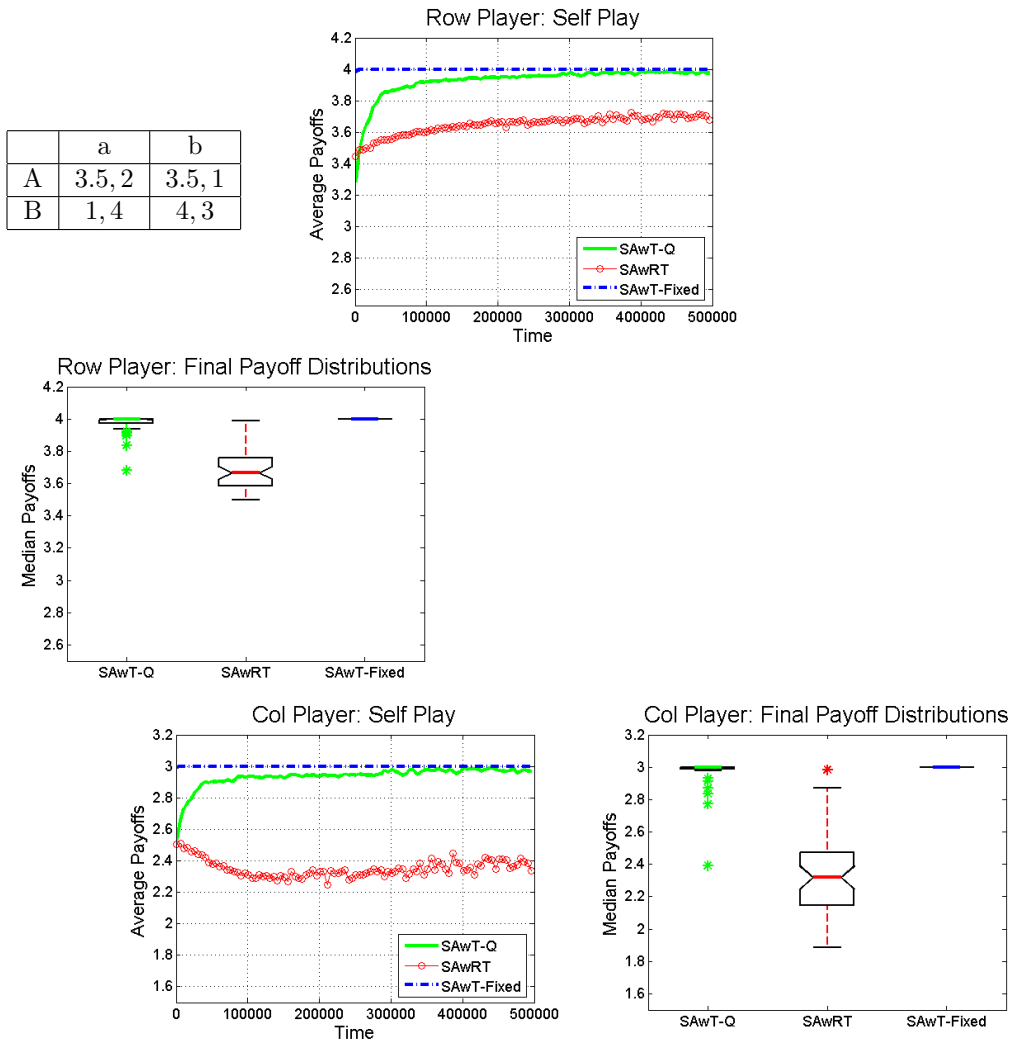 a b
A 3.5, 2 3.5, 1
B 1, 4 4, 3
Row Player: Self Play
Average Payoffs
4.2
4
3.8
3.6
3.4
3.2
3
2.8
2.6
SAwT-Q
SAwRT
SAwT-Fixed
0 100000 200000 300000 400000 500000
Time
Row Player: Final Payoff Distributions
Median Payoffs
4.2
4
3.8
3.6
3.4
3.2
3
2.8
2.6
SAwT-Q SAwRT SAwT-Fixed
Col Player: Self Play
Average Payoffs
3.2
3
2.8
2.6
2.4
2.2
2
1.8
1.6
SAwT-Q
SAwRT
SAwT-Fixed
0 100000 200000 300000 400000 500000
Time
Col Player: Final Payoff Distributions
Median Payoffs
3.2
3
2.8
2.6
2.4
2.2
2
1.8
1.6
SAwT-Q SAwRT SAwT-Fixed